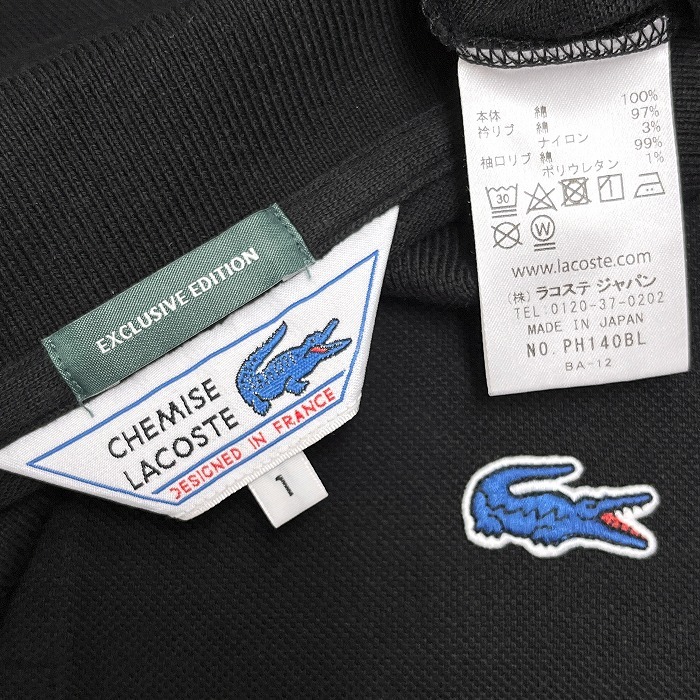 EXCLUSIVE EDITION
CHEMISE
LACOSTE
DESIGNED IN FRANCE
1
100%
本体 綿 97%
衿リブ 綿 3%
ナイロン 99%
袖口リブ 綿 1%
ポリウレタン
30
1
W
www.lacoste.com
(株) ラコステ ジャパン
TEL:0120-37-0202
MADE IN JAPAN
NO. PH140BL
BA-12